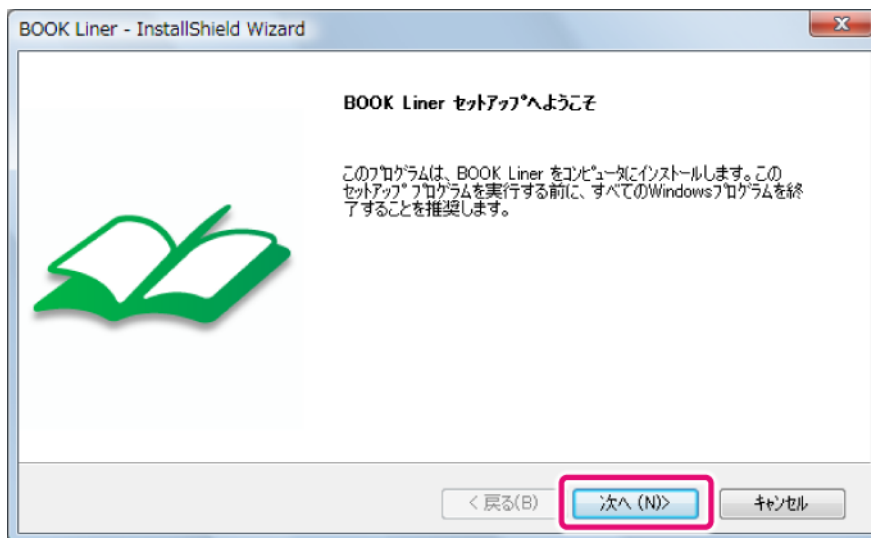 BOOK Liner - InstallShield Wizard
BOOK Liner ｾｯﾄｱｯﾌﾟへようこそ
このﾌﾟﾛｸﾞﾗﾑは、BOOK Liner をｺﾝﾋﾟｭｰﾀにｲﾝｽﾄｰﾙします。この
ｾｯﾄｱｯﾌﾟ ﾌﾟﾛｸﾞﾗﾑを実行する前に、すべてのWindowsﾌﾟﾛｸﾞﾗﾑを終
了することを推奨します。
< 戻る(B)
次へ (N)>
ｷｬﾝｾﾙ